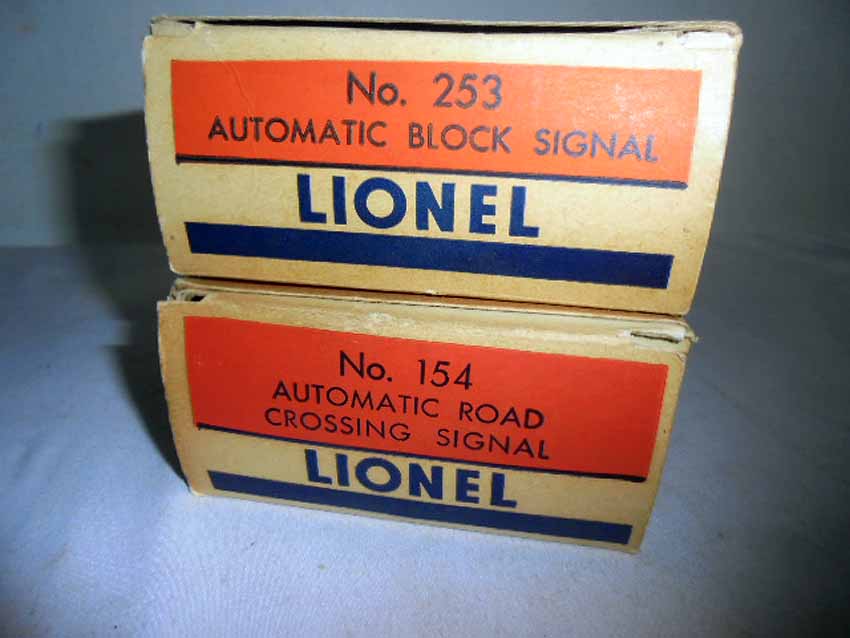 No. 253
AUTOMATIC BLOCK SIGNAL
LIONEL
No. 154
AUTOMATIC ROAD
CROSSING SIGNAL
LIONEL